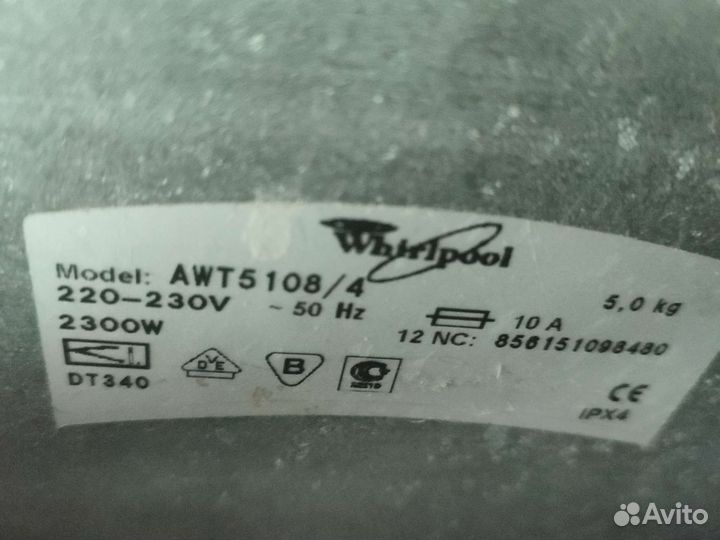 Whirlpool
Model: AWT5108/4
220-230V ~ 50 Hz
5,0 kg
2300W
10 A
12 NC: 856151098480
DT340
DVE
B
CE
IPX4
Avito